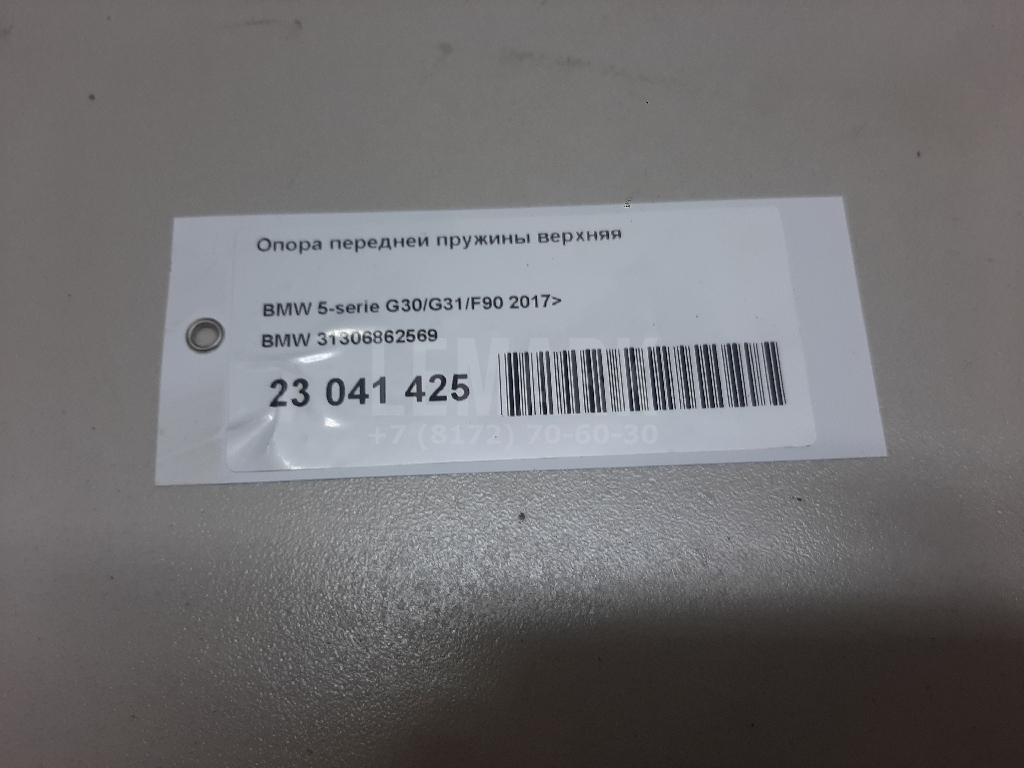 Опора передней пружины верхняя
BMW 5-serie G30/G31/F90 2017>
BMW 31306862569
23 041 425
LEMARK
+7 (8172) 70-60-30